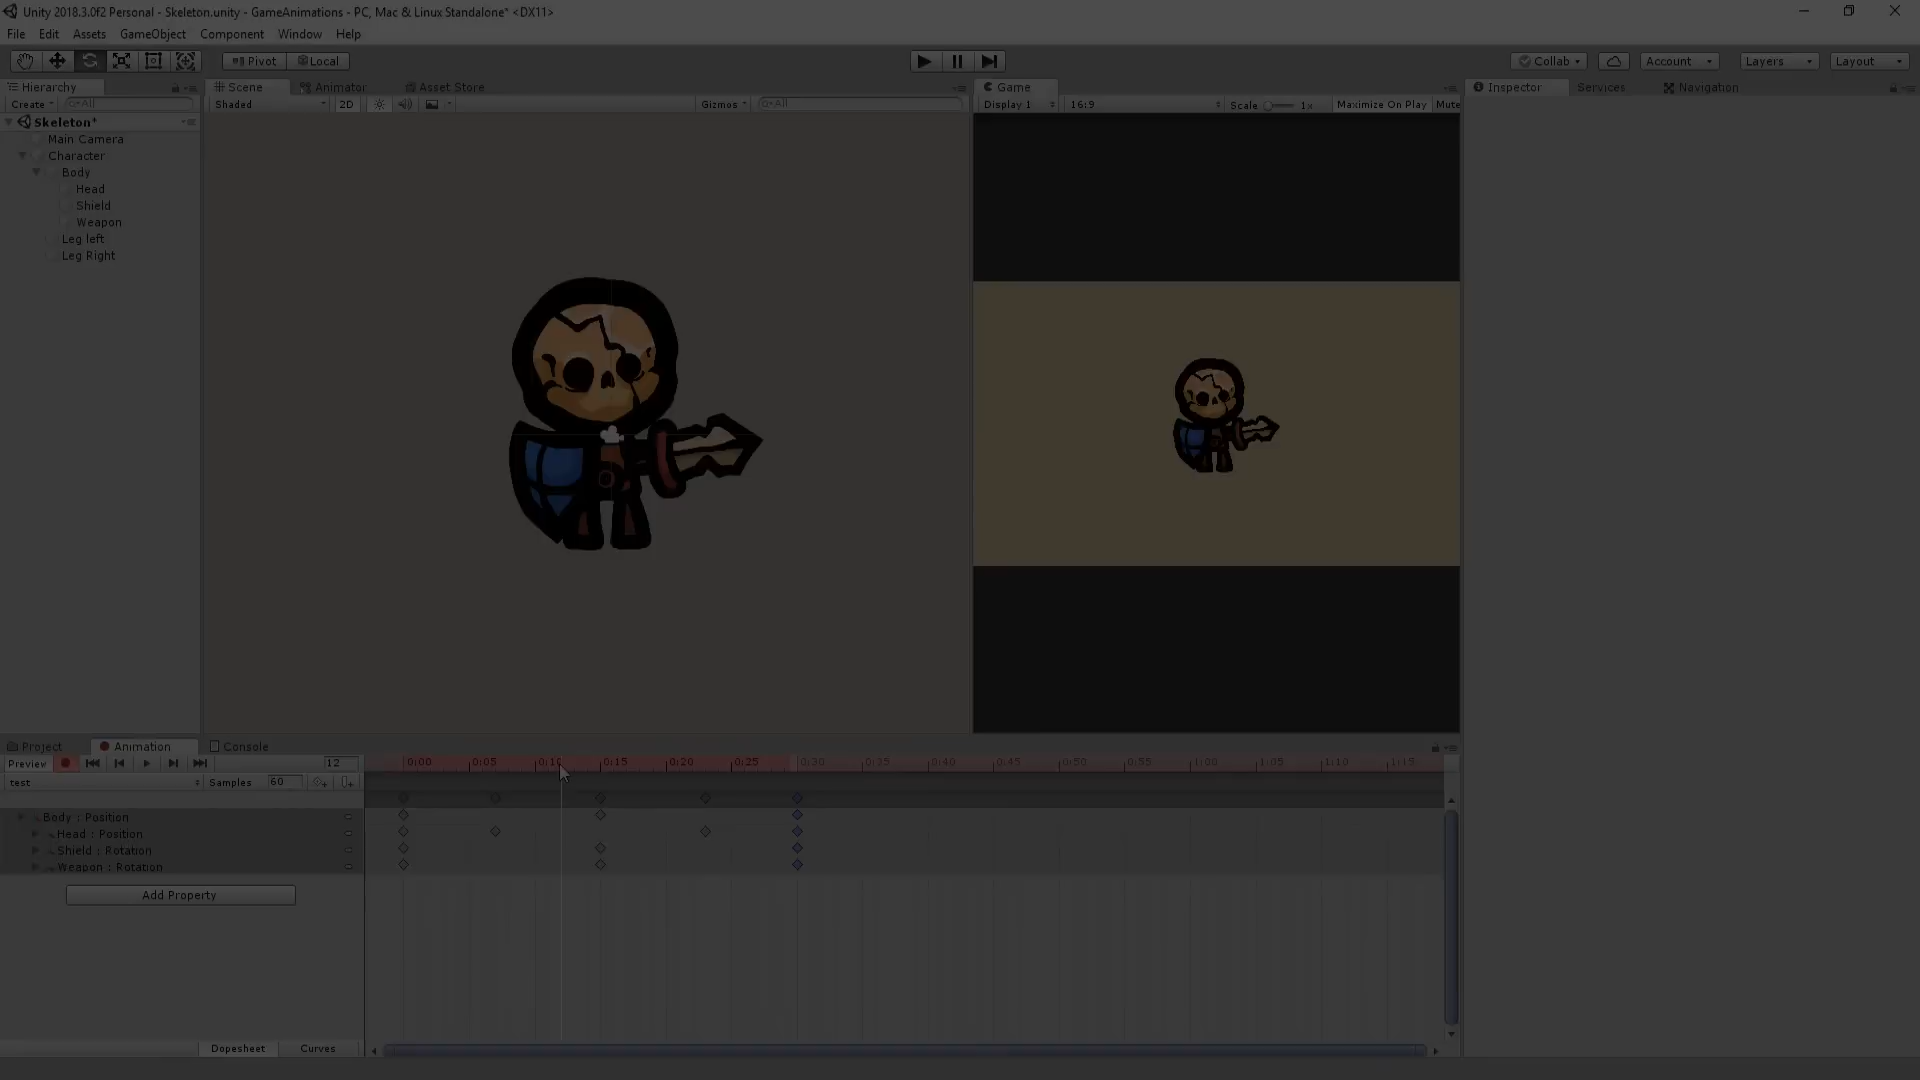 Unity 2018.3.0f2 Personal - Skeleton.unity - GameAnimations - PC, Mac & Linux Standalone* <DX11>
File Edit Assets GameObject Component Window Help
Pivot Local Collab Account Layers Layout
Hierarchy Scene Animator Asset Store Game Inspector Services Navigation
Create All Shaded 2D Gizmos All Display 1 16:9 Scale 1x Maximize On Play Mute
Skeleton*
Main Camera
Character
Body
Head
Shield
Weapon
Leg left
Leg Right
Project Animation Console
Preview 12 0:00 0:05 0:10 0:15 0:20 0:25 0:30 0:35 0:40 0:45 0:50 0:55 1:00 1:05 1:10 1:15
test Samples 60
Body : Position
Head : Position
Shield : Rotation
Weapon : Rotation
Add Property
Dopesheet Curves